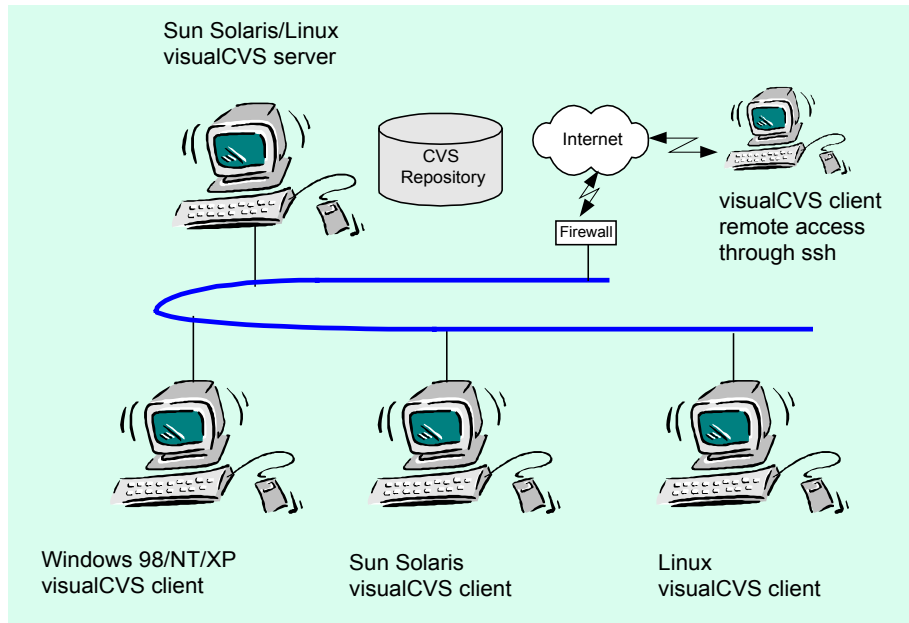 Sun Solaris/Linux
visualCVS server
CVS
Repository
Internet
Firewall
visualCVS client
remote access
through ssh
Windows 98/NT/XP
visualCVS client
Sun Solaris
visualCVS client
Linux
visualCVS client